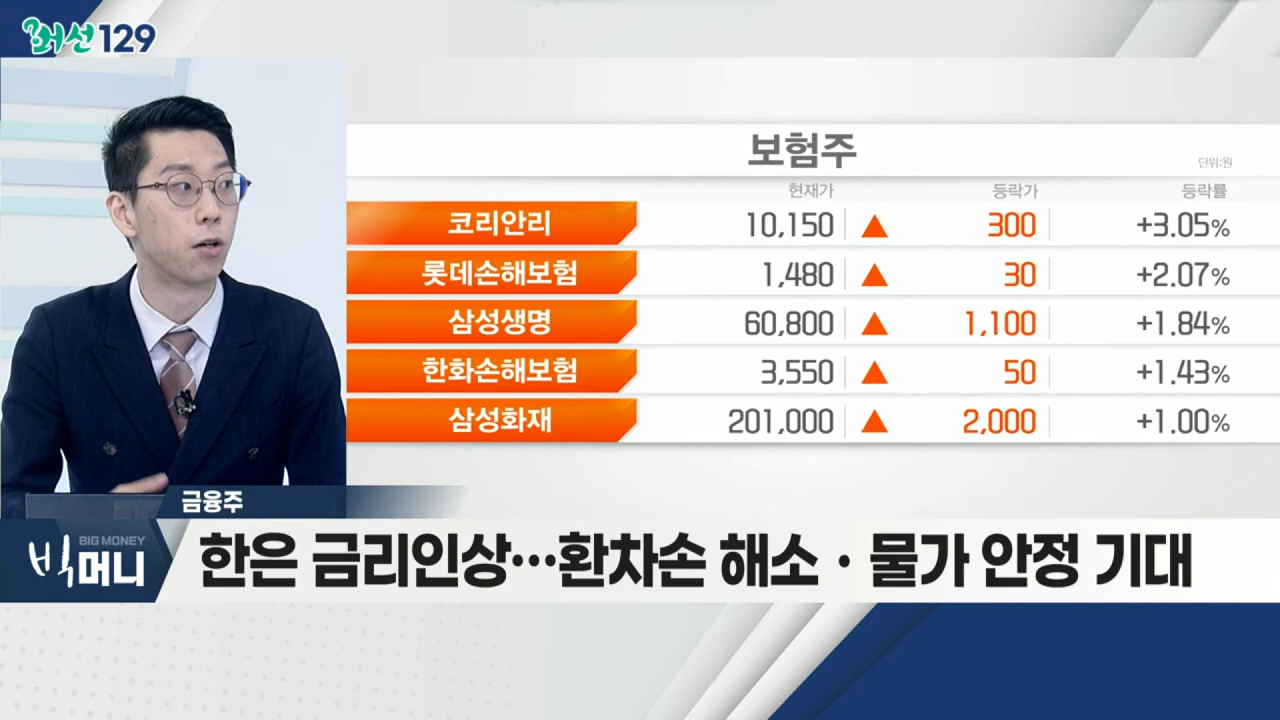 머선129
보험주
단위:원
현재가 등락가 등락률
코리안리 10,150 ▲ 300 +3.05%
롯데손해보험 1,480 ▲ 30 +2.07%
삼성생명 60,800 ▲ 1,100 +1.84%
한화손해보험 3,550 ▲ 50 +1.43%
삼성화재 201,000 ▲ 2,000 +1.00%
금융주
BIG MONEY
빅머니
한은 금리인상…환차손 해소·물가 안정 기대